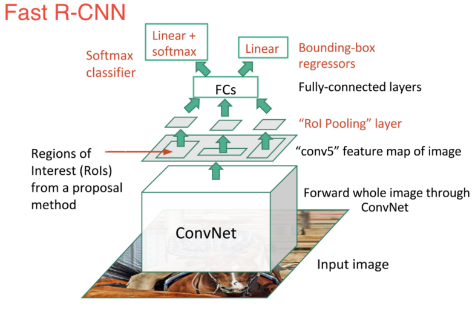 Fast R-CNN
Softmax
classifier
Linear +
softmax
Linear
Bounding-box
regressors
FCs
Fully-connected layers
"RoI Pooling" layer
Regions of
Interest (RoIs)
from a proposal
method
"conv5" feature map of image
Forward whole image through
ConvNet
ConvNet
Input image